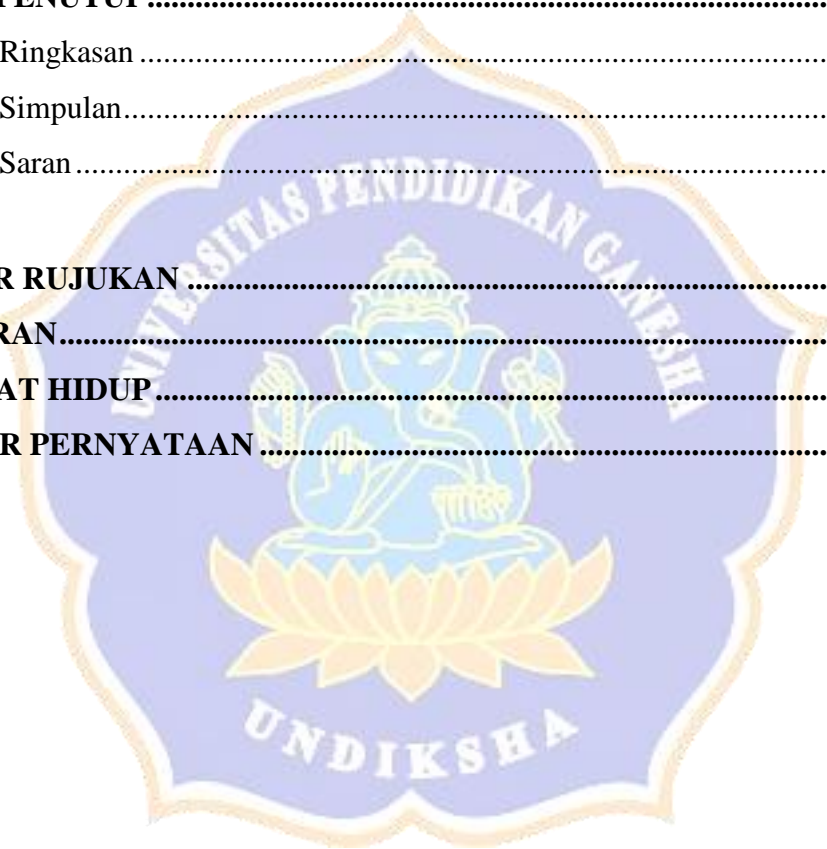 PENUTUP ..........................................................................................
Ringkasan ..........................................................................................
Simpulan..........................................................................................
Saran ..........................................................................................
R RUJUKAN ..........................................................................................
RAN..........................................................................................
AT HIDUP ..........................................................................................
R PERNYATAAN ..........................................................................................
UNIVERSITAS PENDIDIKAN GANESHA
UNDIKSHA